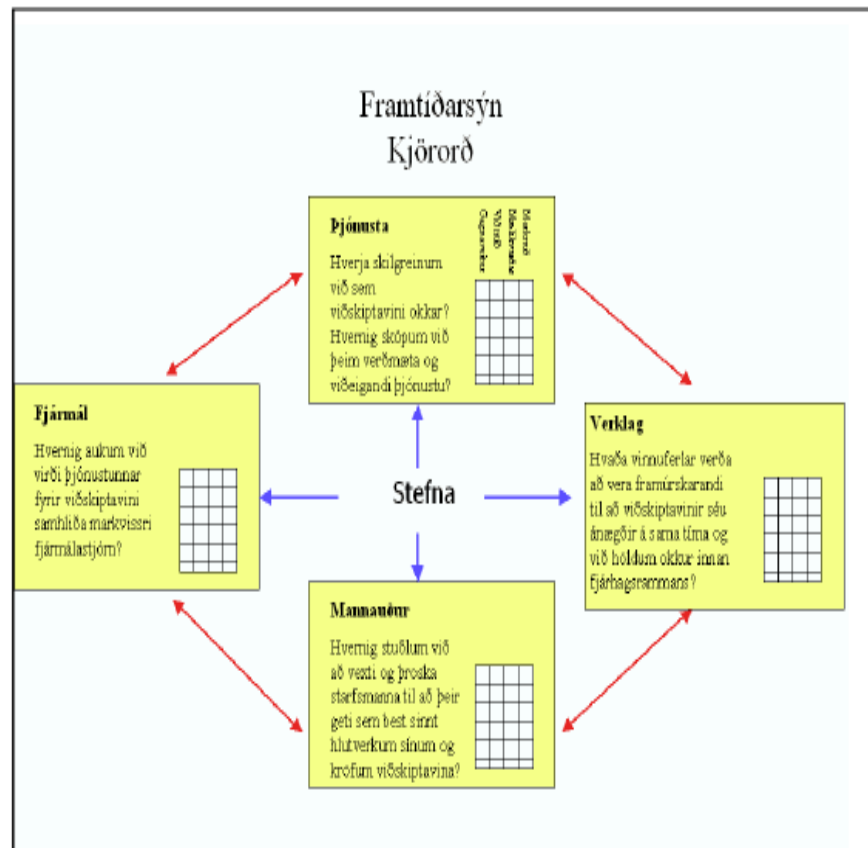 Framtíðarsýn
Kjörorð
Þjónusta
Hverja skilgreinum
við sem
viðskiptavini okkar?
Hvernig sköpum við
þeim verðmæta og
viðeigandi þjónustu?
Fjármál
Hvernig aukum við
virði þjónustunnar
fyrir viðskiptavini
samhliða markvissri
fjármálastjórn?
Stefna
Verklag
Hvaða vinnuferlar verða
að vera framúrskarandi
til að viðskiptavinir séu
ánægðir á sama tíma og
við höldum okkur innan
fjárhagsrammans?
Mannauður
Hvernig stuðlum við
að vexti og þroska
starfsmanna til að þeir
geti sem best sinnt
hlutverkum sínum og
kröfum viðskiptavina?